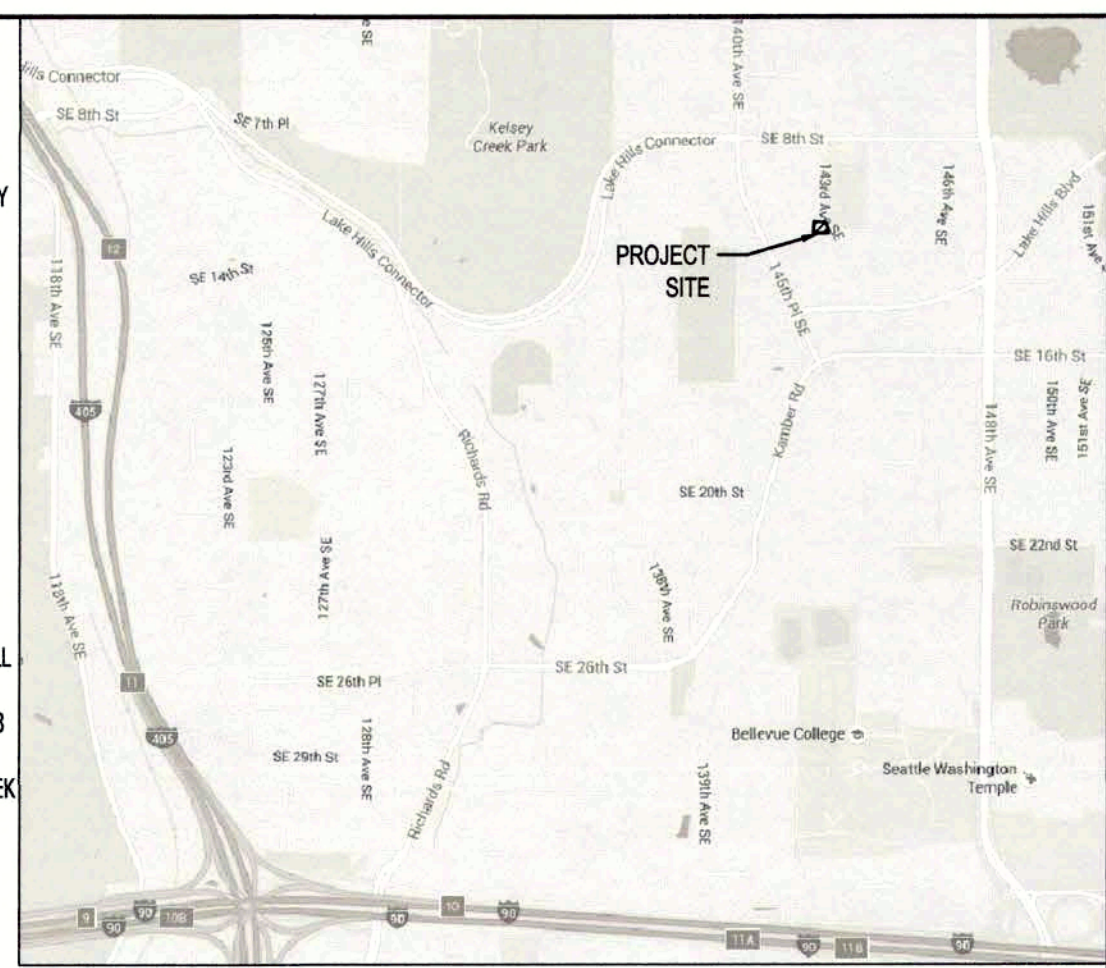 SE
140th Ave SE
Hills Connector
SE 8th St
SE 7th Pl
Kelsey
Creek Park
Lake Hills Connector
SE 8th St
143rd Ave SE
146th Ave SE
Lake Hills Blvd
151st Ave
Y
12
118th Ave SE
SE 14th St
Lake Hills Connector
PROJECT
SITE
145th Pl SE
125th Ave SE
127th Ave SE
SE 16th St
405
Kamber Rd
148th Ave SE
150th Ave SE
151st Ave SE
123rd Ave SE
Richards Rd
SE 20th St
127th Ave SE
SE 22nd St
118th Ave SE
138th Ave SE
Robinswood
Park
LL
SE 26th St
11
SE 26th Pl
B
405
128th Ave SE
SE 29th St
Bellevue College
EK
Richards Rd
139th Ave SE
Seattle Washington
Temple
9
90
90
10B
90
10
90
11A
90
11B
90